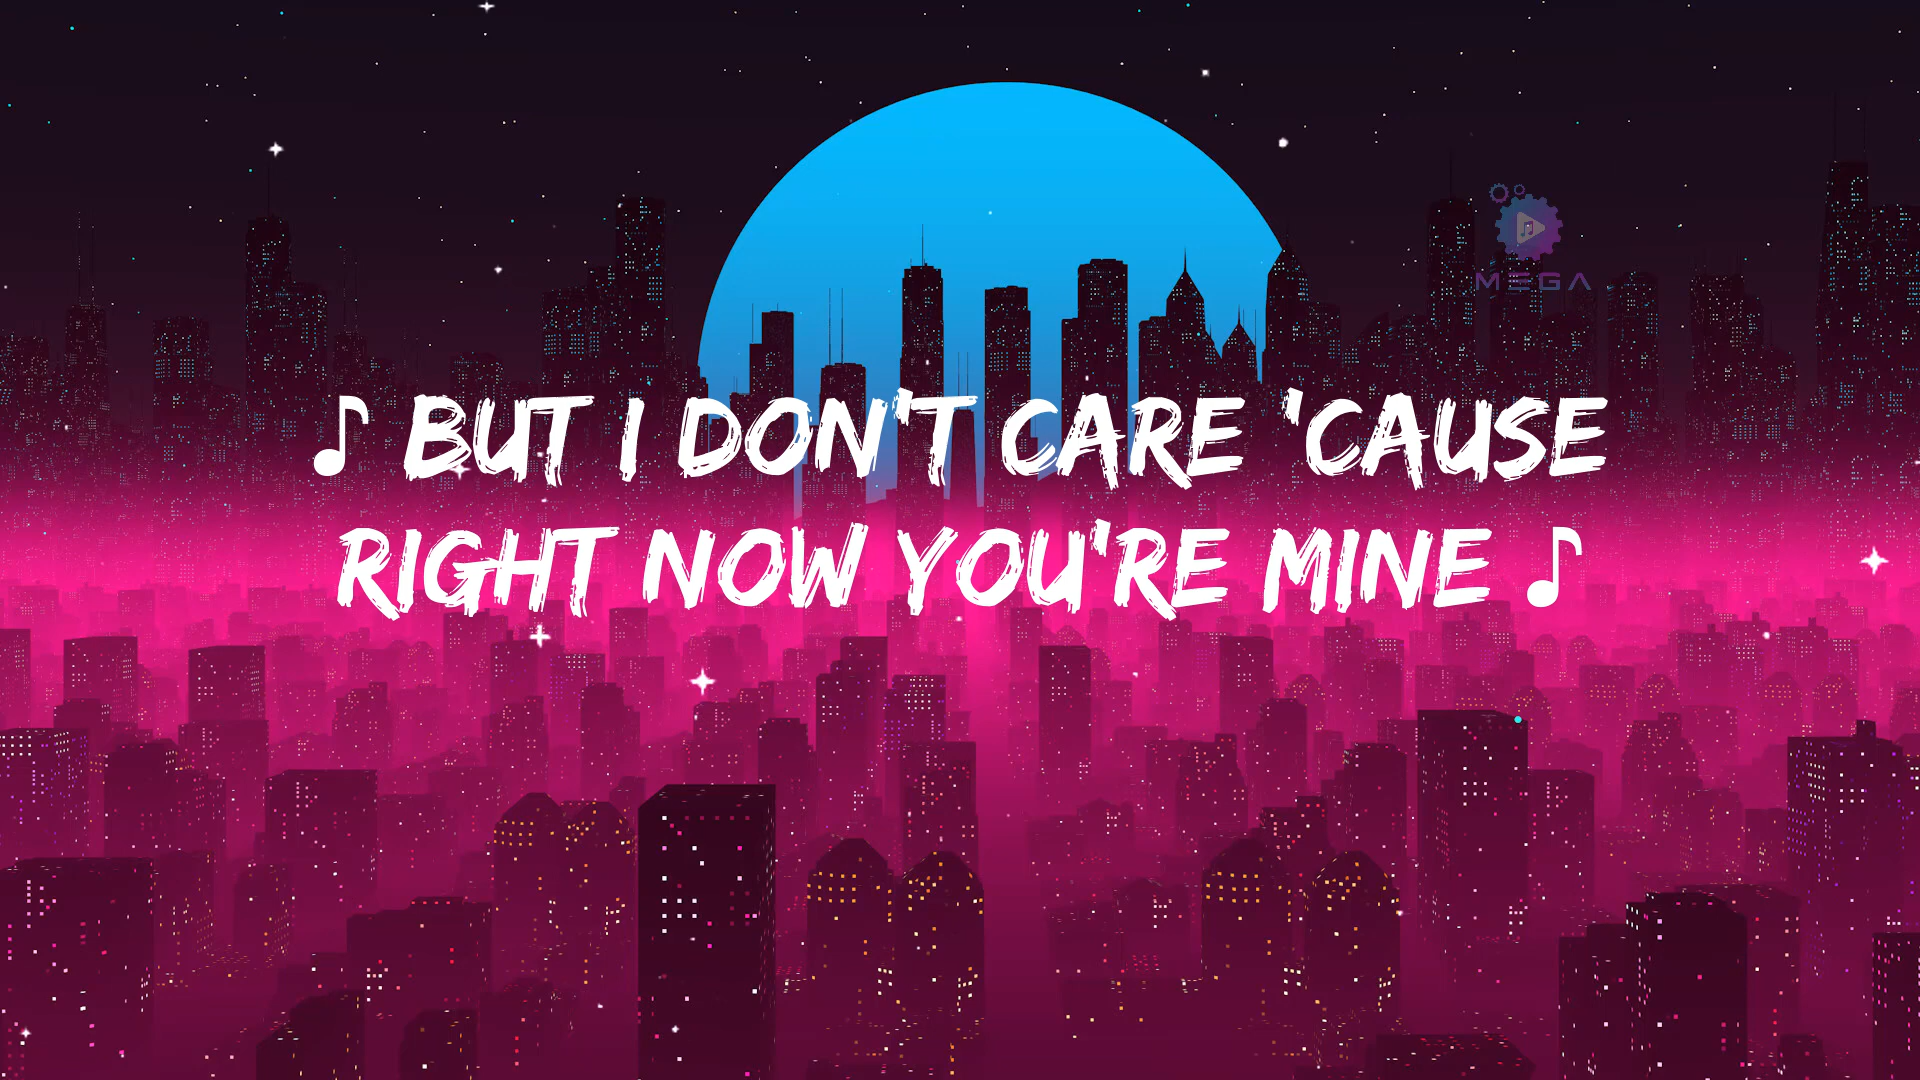 MEGA
♪ BUT I DON'T CARE 'CAUSE
RIGHT NOW YOU'RE MINE ♪